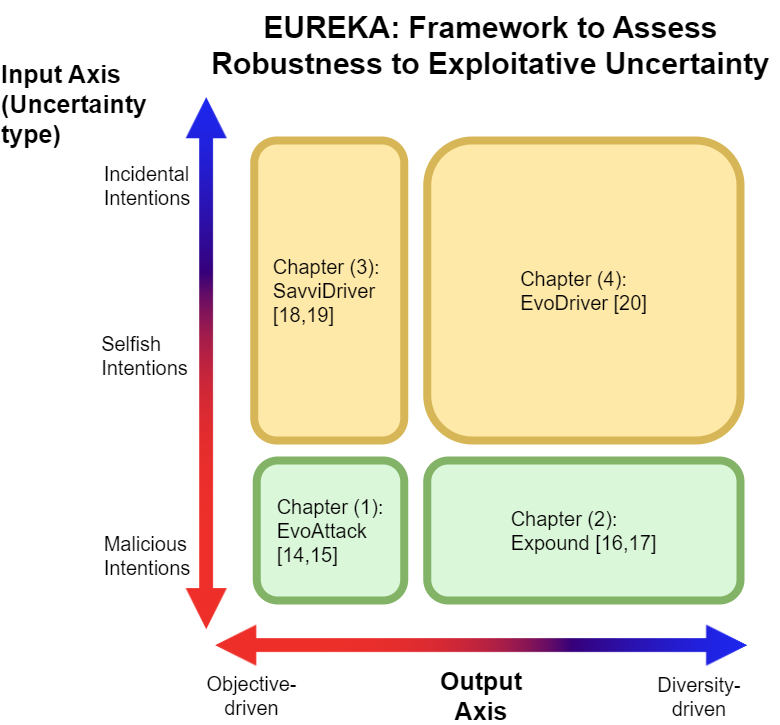 EUREKA: Framework to Assess
Robustness to Exploitative Uncertainty
Input Axis
(Uncertainty
type)
Incidental
Intentions
Selfish
Intentions
Malicious
Intentions
Chapter (3):
SavviDriver
[18,19]
Chapter (4):
EvoDriver [20]
Chapter (1):
EvoAttack
[14,15]
Chapter (2):
Expound [16,17]
Objective-
driven
Output
Axis
Diversity-
driven